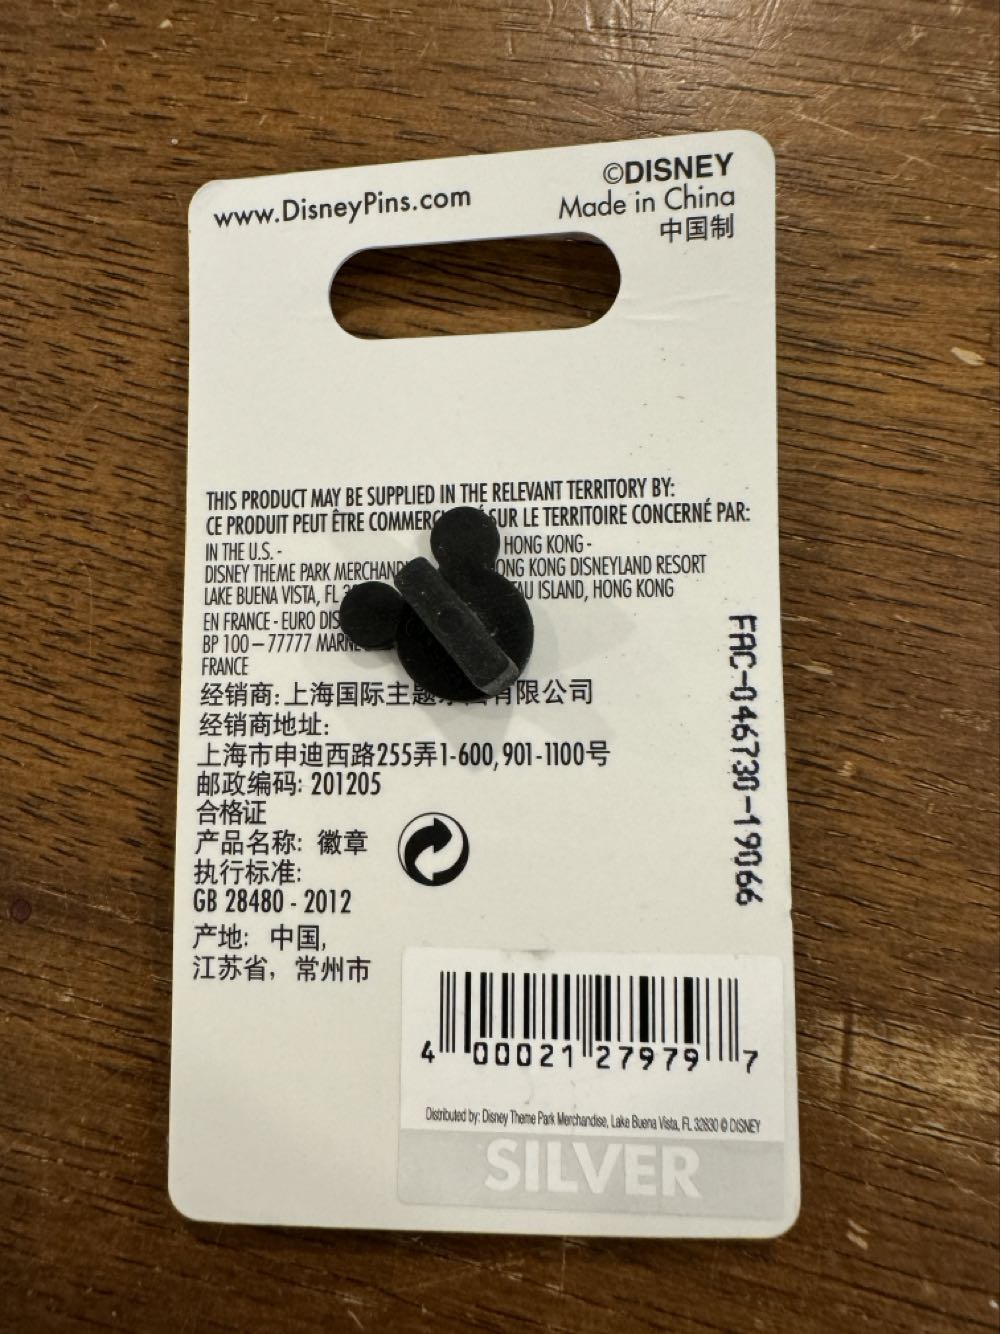 www.DisneyPins.com
©DISNEY
Made in China
中国制
THIS PRODUCT MAY BE SUPPLIED IN THE RELEVANT TERRITORY BY:
CE PRODUIT PEUT ÊTRE SUR LE TERRITOIRE CONCERNÉ PAR:
IN THE U.S. -
DISNEY THEME PARK
LAKE BUENA VISTA, FL
HONG KONG -
KONG DISNEYLAND RESORT
ISLAND, HONG KONG
EN FRANCE - EURO
BP 100 – 77777
FRANCE
经销商: 上海国际主题有限公司
经销商地址:
上海市申迪西路255弄1-600, 901-1100号
邮政编码: 201205
合格证
产品名称: 徽章
执行标准:
GB 28480 - 2012
产地: 中国,
江苏省, 常州市
FAC-046730-19066
4 00021 27979 7
Distributed by: Disney Theme Park Merchandise, Lake Buena Vista, FL 32830 © DISNEY
SILVER